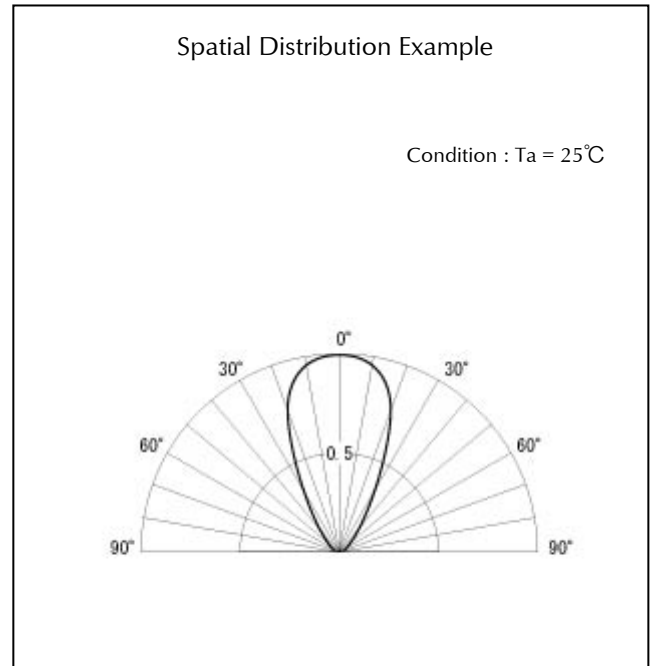 Spatial Distribution Example
Condition : Ta = 25℃
0°
30° 30°
60° 60°
0. 5
90° 90°